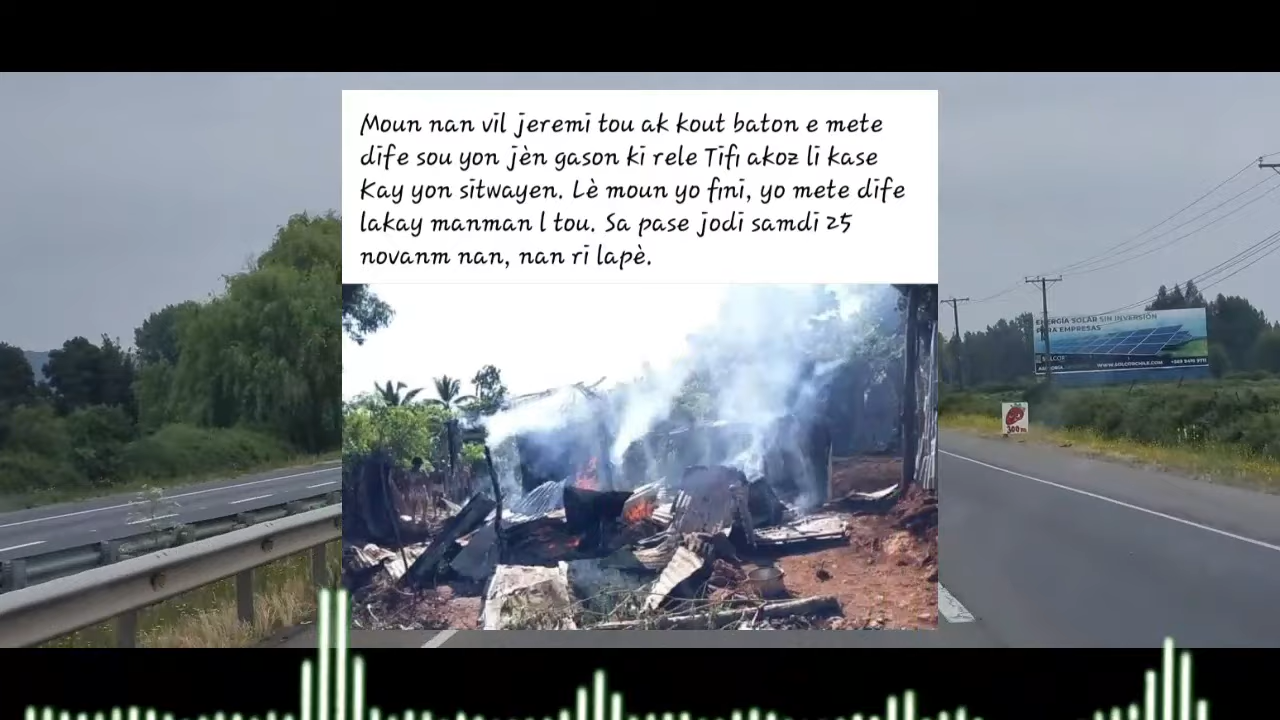 Moun nan vil jeremi tou ak kout baton e mete
dife sou yon jèn gason ki rele Tifi akoz li kase
Kay yon sitwayen. Lè moun yo fini, yo mete dife
lakay manman l tou. Sa pase jodi samdi 25
novanm nan, nan ri lapè.
ENERGÍA SOLAR SIN INVERSIÓN
PARA EMPRESAS
300 m